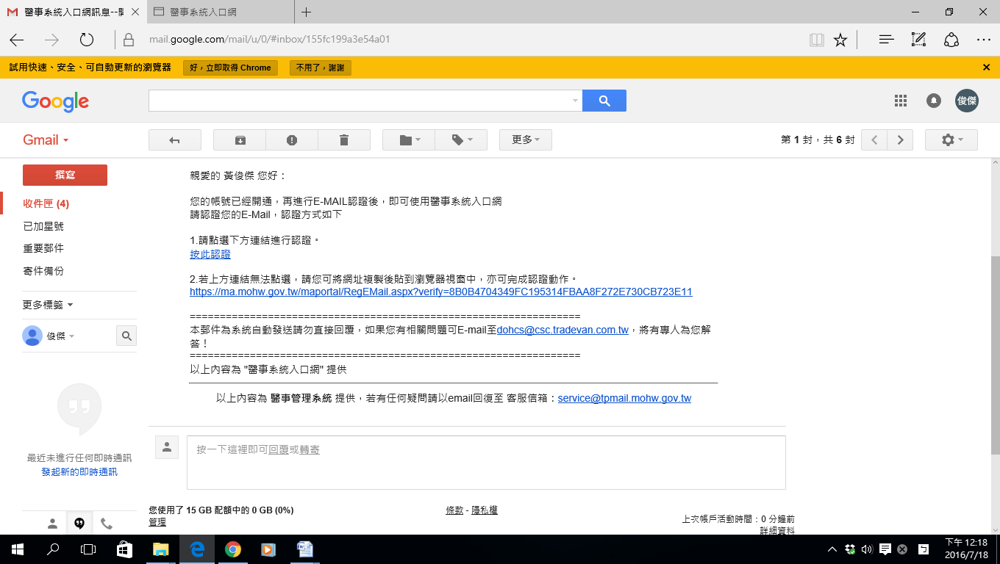 醫事系統入口網訊息--開
醫事系統入口網
mail.google.com/mail/u/0/#inbox/155fc199a3e54a01
試用快速、安全、可自動更新的瀏覽器 好，立即取得 Chrome 不用了，謝謝
Google
俊傑
Gmail
更多
第 1 封，共 6 封
撰寫
收件匣 (4)
已加星號
重要郵件
寄件備份
更多標籤
俊傑
最近未進行任何即時通訊
發起新的即時通訊
親愛的 黃俊傑 您好：
您的帳號已經開通，再進行E-MAIL認證後，即可使用醫事系統入口網
請認證您的E-Mail，認證方式如下
1.請點選下方連結進行認證。
按此認證
2.若上方連結無法點選，請您可將網址複製後貼到瀏覽器視窗中，亦可完成認證動作。
https://ma.mohw.gov.tw/maportal/RegEMail.aspx?verify=8B0B4704349FC195314FBAA8F272E730CB723E11
=================================================================
本郵件為系統自動發送請勿直接回覆，如果您有相關問題可E-mail至dohcs@csc.tradevan.com.tw，將有專人為您解
答！
=================================================================
以上內容為 "醫事系統入口網" 提供
以上內容為 醫事管理系統 提供，若有任何疑問請以email回復至 客服信箱：service@tpmail.mohw.gov.tw
按一下這裡即可回覆或轉寄
您使用了 15 GB 配額中的 0 GB (0%)
管理
條款 - 隱私權
上次帳戶活動時間：0 分鐘前
詳細資料
ㄅ
下午 12:18
2016/7/18